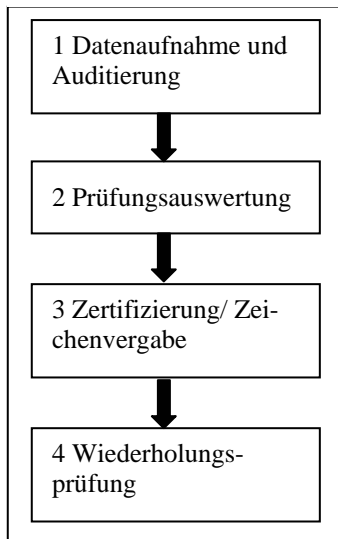 1 Datenaufnahme und
Auditierung
2 Prüfungsauswertung
3 Zertifizierung/ Zei-
chenvergabe
4 Wiederholungs-
prüfung